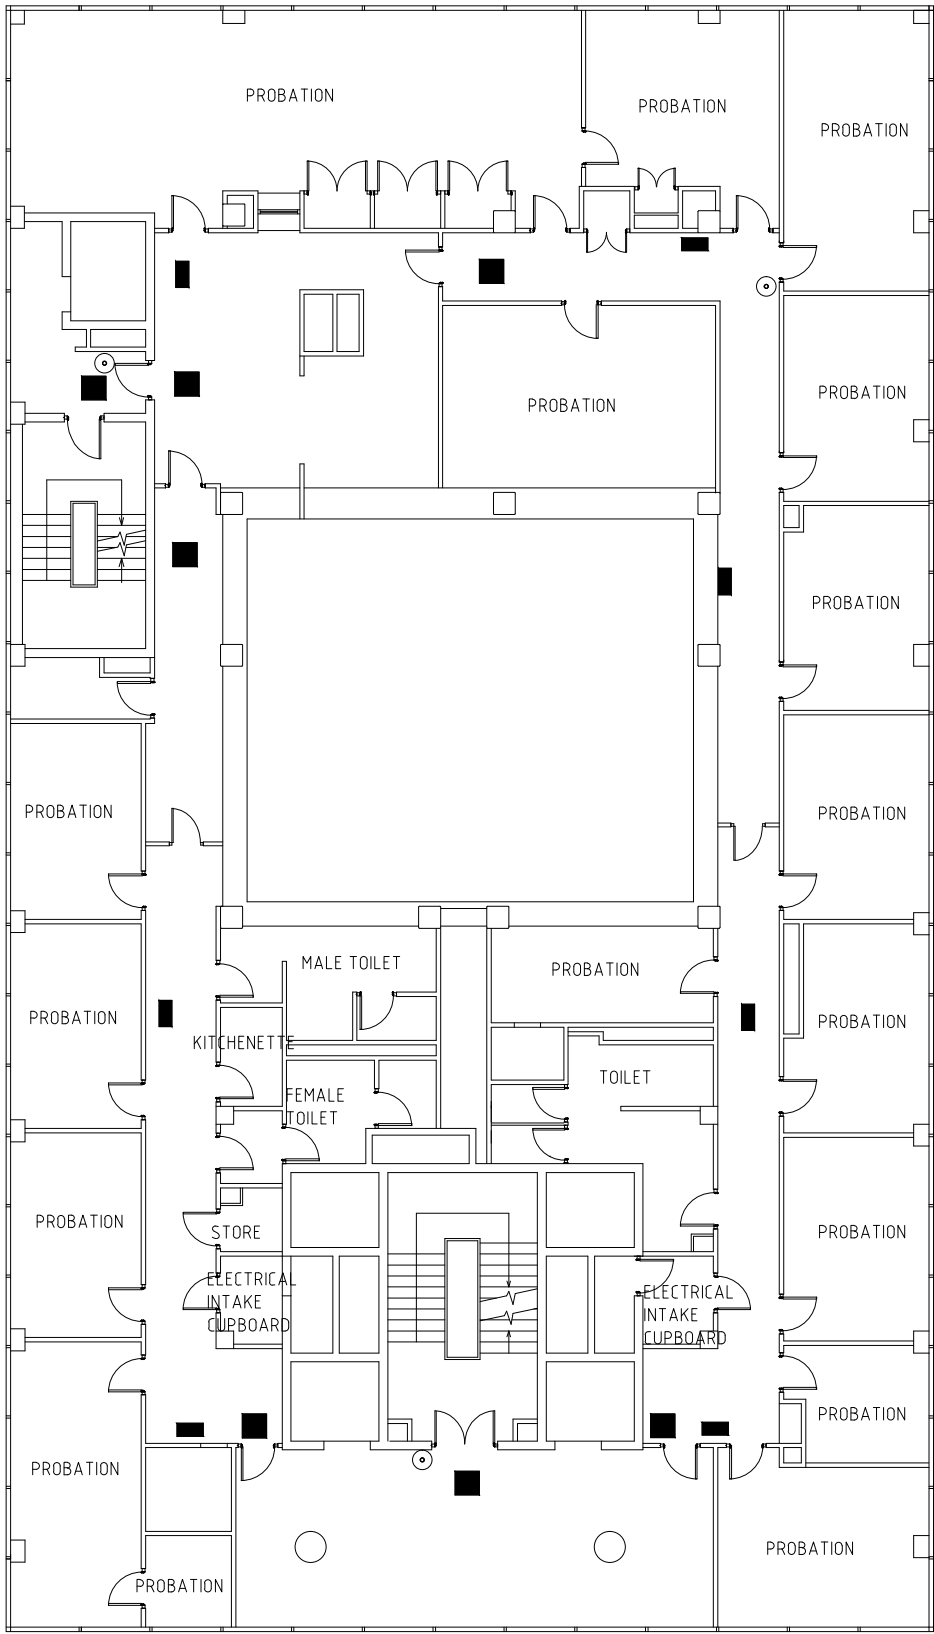 PROBATION
PROBATION
PROBATION
PROBATION
PROBATION
PROBATION
PROBATION
PROBATION
MALE TOILET
PROBATION
PROBATION
PROBATION
KITCHENETTE
TOILET
FEMALE
TOILET
PROBATION
STORE
PROBATION
ELECTRICAL
INTAKE
CUPBOARD
ELECTRICAL
INTAKE
CUPBOARD
PROBATION
PROBATION
PROBATION
PROBATION